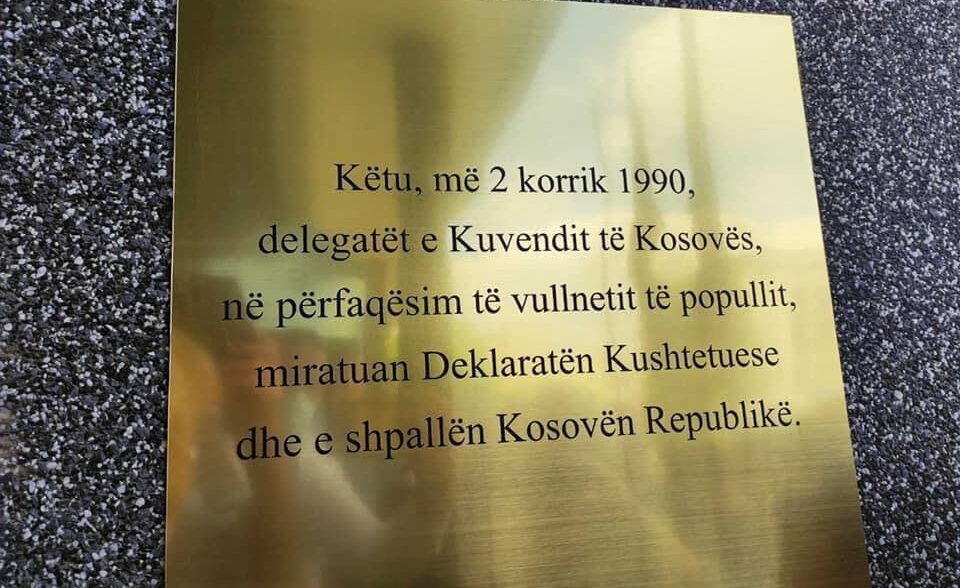 Këtu, më 2 korrik 1990,
delegatët e Kuvendit të Kosovës,
në përfaqësim të vullnetit të popullit,
miratuan Deklaratën Kushtetuese
dhe e shpallën Kosovën Republikë.